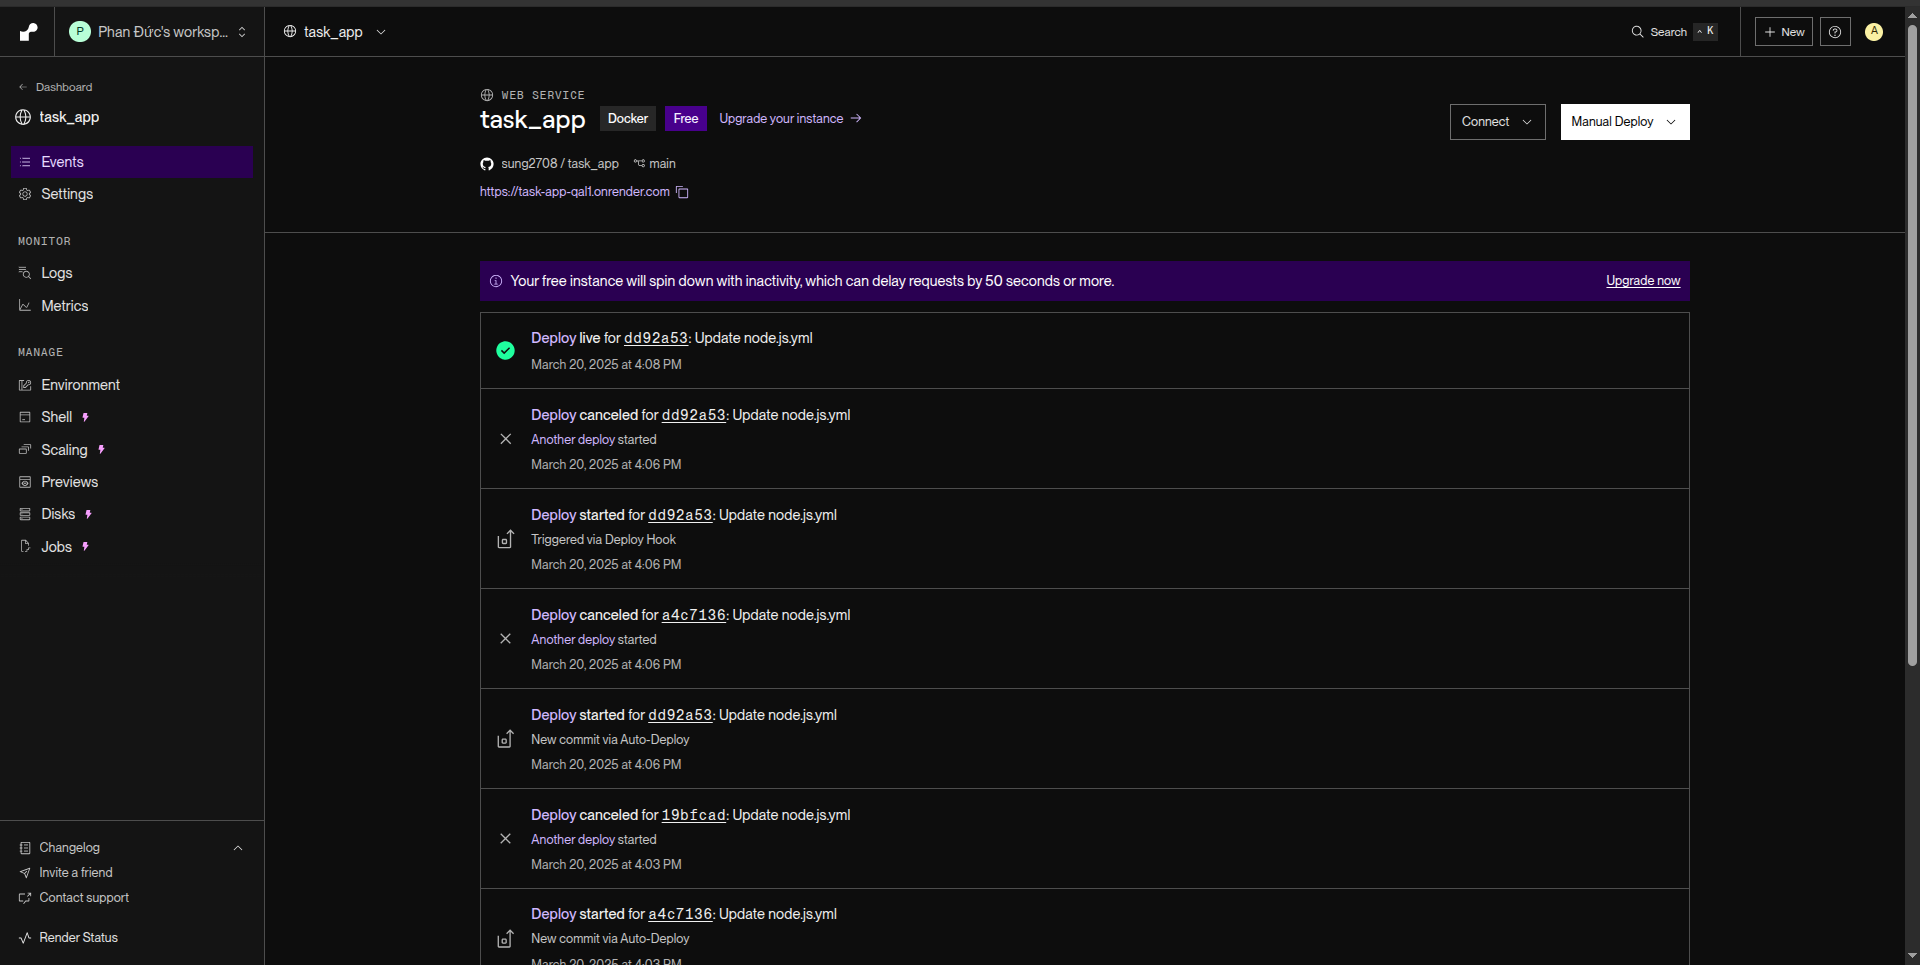 P Phan Đức's worksp...
task_app
Search ^ K
+ New
A
Dashboard
task_app
Events
Settings
MONITOR
Logs
Metrics
MANAGE
Environment
Shell
Scaling
Previews
Disks
Jobs
Changelog
Invite a friend
Contact support
Render Status
WEB SERVICE
task_app Docker Free Upgrade your instance →
Connect
Manual Deploy
sung2708 / task_app main
https://task-app-qal1.onrender.com
Your free instance will spin down with inactivity, which can delay requests by 50 seconds or more.
Upgrade now
Deploy live for dd92a53: Update node.js.yml
March 20, 2025 at 4:08 PM
Deploy canceled for dd92a53: Update node.js.yml
Another deploy started
March 20, 2025 at 4:06 PM
Deploy started for dd92a53: Update node.js.yml
Triggered via Deploy Hook
March 20, 2025 at 4:06 PM
Deploy canceled for a4c7136: Update node.js.yml
Another deploy started
March 20, 2025 at 4:06 PM
Deploy started for dd92a53: Update node.js.yml
New commit via Auto-Deploy
March 20, 2025 at 4:06 PM
Deploy canceled for 19bfcad: Update node.js.yml
Another deploy started
March 20, 2025 at 4:03 PM
Deploy started for a4c7136: Update node.js.yml
New commit via Auto-Deploy
March 20, 2025 at 4:03 PM